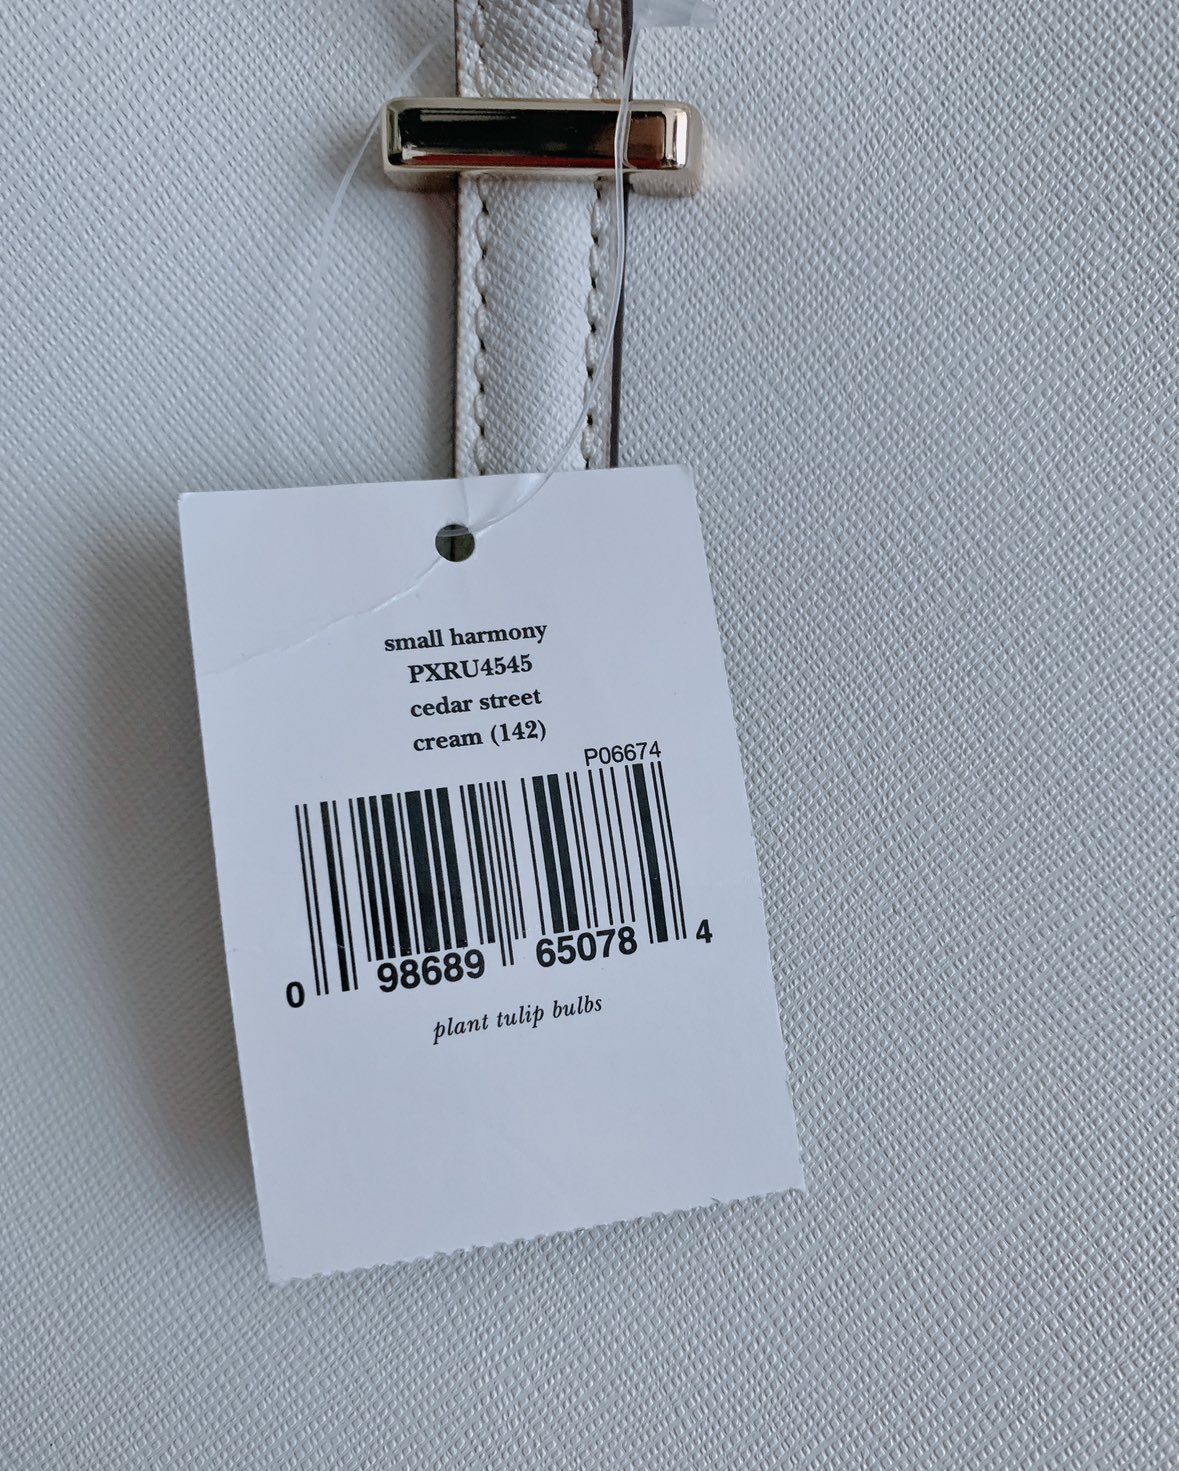 small harmony
PXRU4545
cedar street
cream (142)
P06674
0 98689 65078 4
plant tulip bulbs